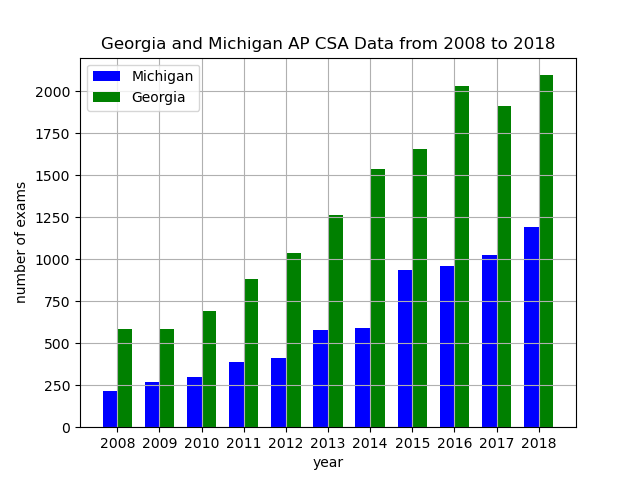 Georgia and Michigan AP CSA Data from 2008 to 2018
Michigan
Georgia
2000
1750
1500
1250
1000
750
500
250
0
number of exams
2008 2009 2010 2011 2012 2013 2014 2015 2016 2017 2018
year